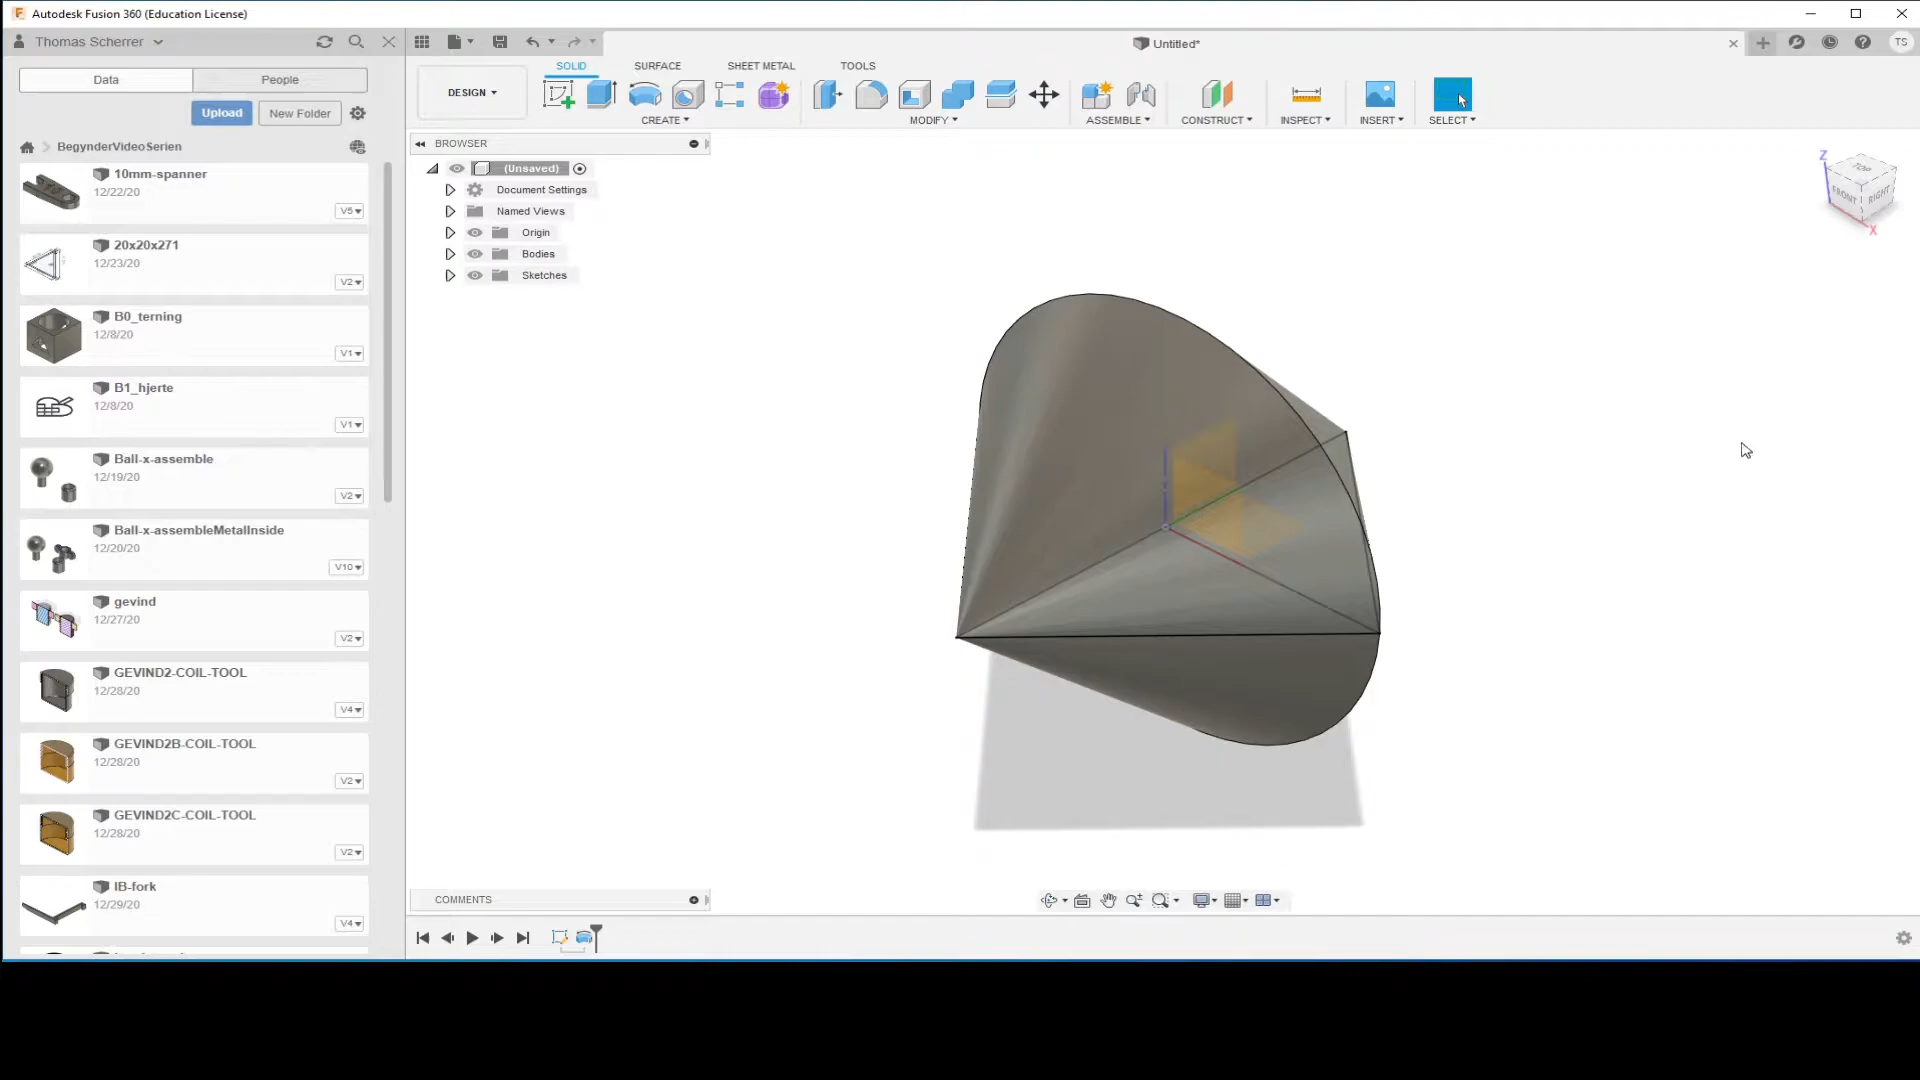 Autodesk Fusion 360 (Education License)
Thomas Scherrer
Untitled*
TS
Data
People
Upload
New Folder
BegynderVideoSerien
10mm-spanner
12/22/20
V5
20x20x271
12/23/20
V2
B0_terning
12/8/20
V1
B1_hjerte
12/8/20
V1
Ball-x-assemble
12/19/20
V2
Ball-x-assembleMetalInside
12/20/20
V10
gevind
12/27/20
V2
GEVIND2-COIL-TOOL
12/28/20
V4
GEVIND2B-COIL-TOOL
12/28/20
V2
GEVIND2C-COIL-TOOL
12/28/20
V2
IB-fork
12/29/20
V4
DESIGN
SOLID
SURFACE
SHEET METAL
TOOLS
CREATE
MODIFY
ASSEMBLE
CONSTRUCT
INSPECT
INSERT
SELECT
BROWSER
(Unsaved)
Document Settings
Named Views
Origin
Bodies
Sketches
Z
TOP
FRONT
RIGHT
X
COMMENTS